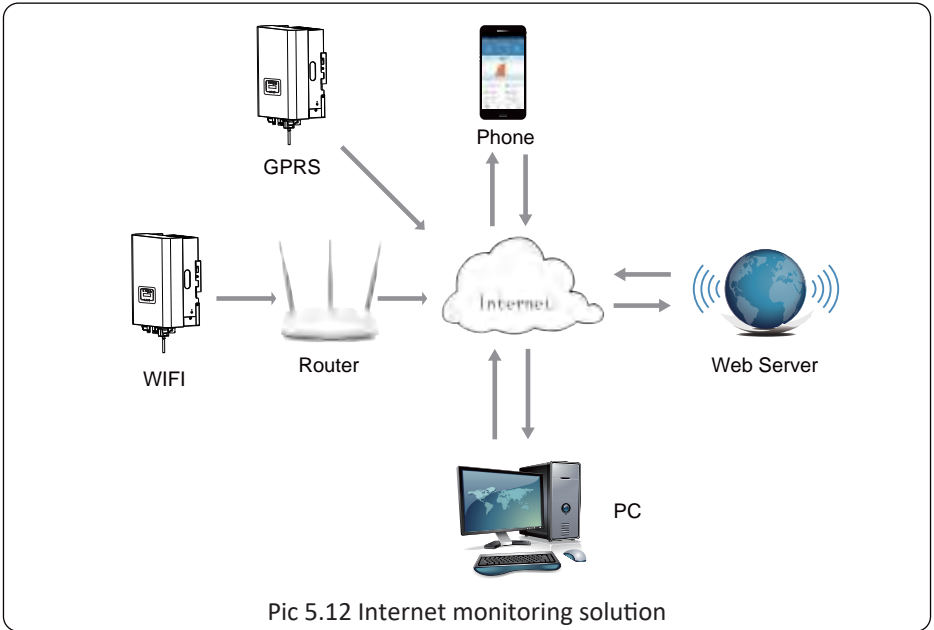 Phone
GPRS
Internet
Router
WIFI
Web Server
PC
Pic 5.12 Internet monitoring solution